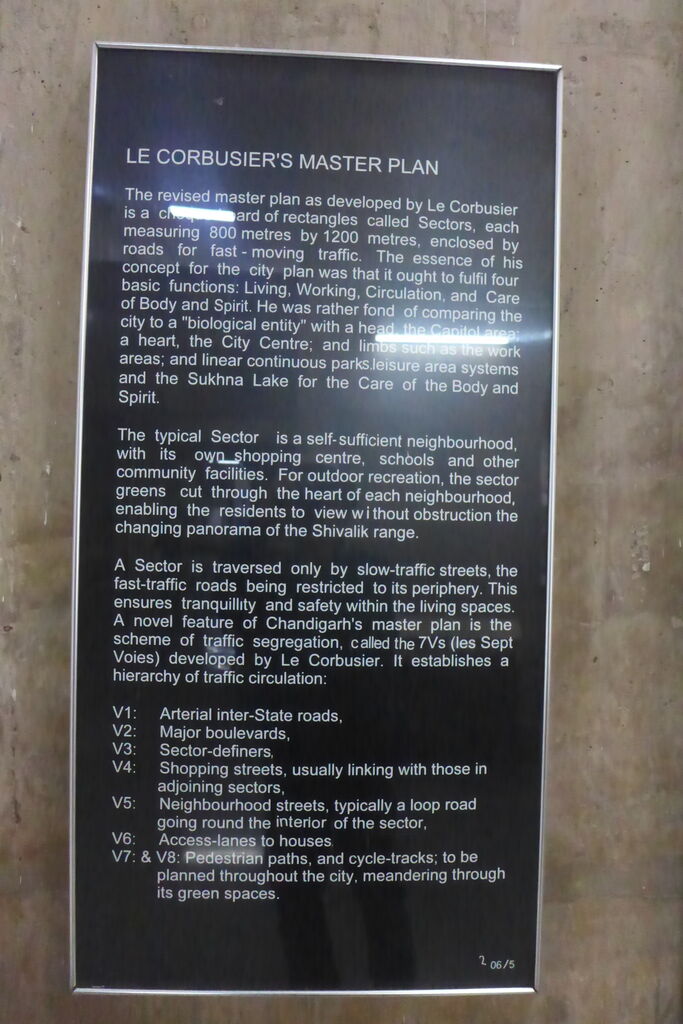 LE CORBUSIER'S MASTER PLAN
The revised master plan as developed by Le Corbusier
is a chequerboard of rectangles called Sectors, each
measuring 800 metres by 1200 metres, enclosed by
roads for fast - moving traffic. The essence of his
concept for the city plan was that it ought to fulfil four
basic functions: Living, Working, Circulation, and Care
of Body and Spirit. He was rather fond of comparing the
city to a "biological entity" with a head, the Capitol area;
a heart, the City Centre; and limbs such as the work
areas; and linear continuous parks.leisure area systems
and the Sukhna Lake for the Care of the Body and
Spirit.
The typical Sector is a self-sufficient neighbourhood,
with its own shopping centre, schools and other
community facilities. For outdoor recreation, the sector
greens cut through the heart of each neighbourhood,
enabling the residents to view without obstruction the
changing panorama of the Shivalik range.
A Sector is traversed only by slow-traffic streets, the
fast-traffic roads being restricted to its periphery. This
ensures tranquility and safety within the living spaces.
A novel feature of Chandigarh's master plan is the
scheme of traffic segregation, called the 7Vs (les Sept
Voies) developed by Le Corbusier. It establishes a
hierarchy of traffic circulation:
V1: Arterial inter-State roads,
V2: Major boulevards,
V3: Sector-definers,
V4: Shopping streets, usually linking with those in
adjoining sectors,
V5: Neighbourhood streets, typically a loop road
going round the interior of the sector,
V6: Access-lanes to houses
V7: & V8: Pedestrian paths, and cycle-tracks; to be
planned throughout the city, meandering through
its green spaces.
2 06/5